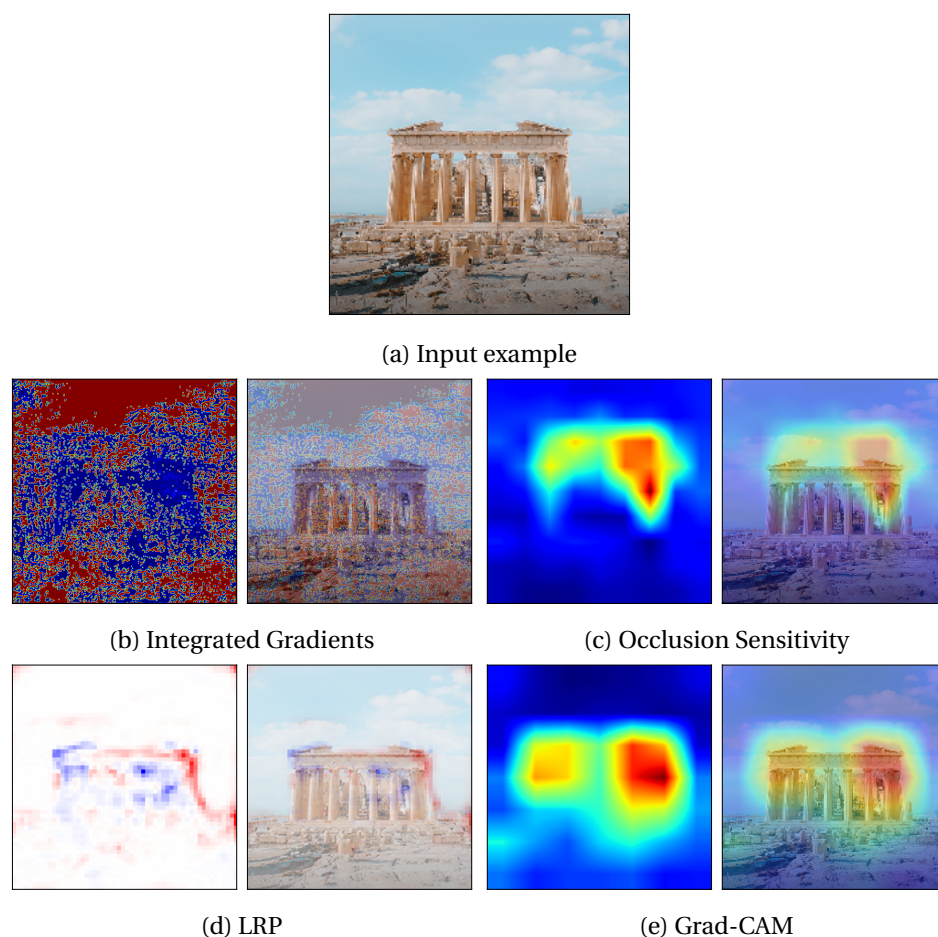 (a) Input example
(b) Integrated Gradients
(c) Occlusion Sensitivity
(d) LRP
(e) Grad-CAM